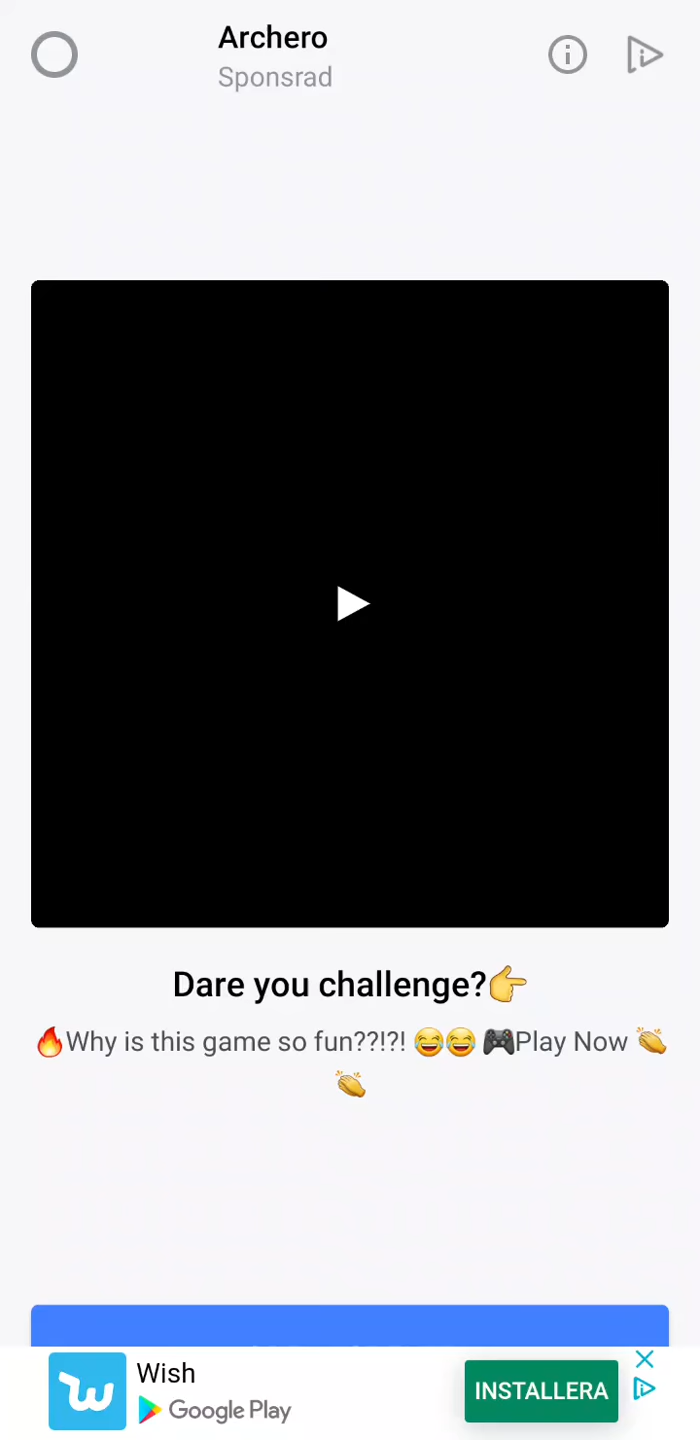 Archero
Sponsrad
Dare you challenge?👉
🔥Why is this game so fun??!?! 😂😂 🎮Play Now 👏
👏
Wish
Google Play
INSTALLERA